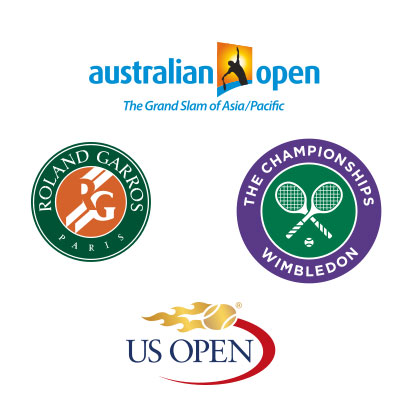 australian open
The Grand Slam of Asia/Pacific
ROLAND GARROS
RG
PARIS
THE CHAMPIONSHIPS
WIMBLEDON
®
US OPEN